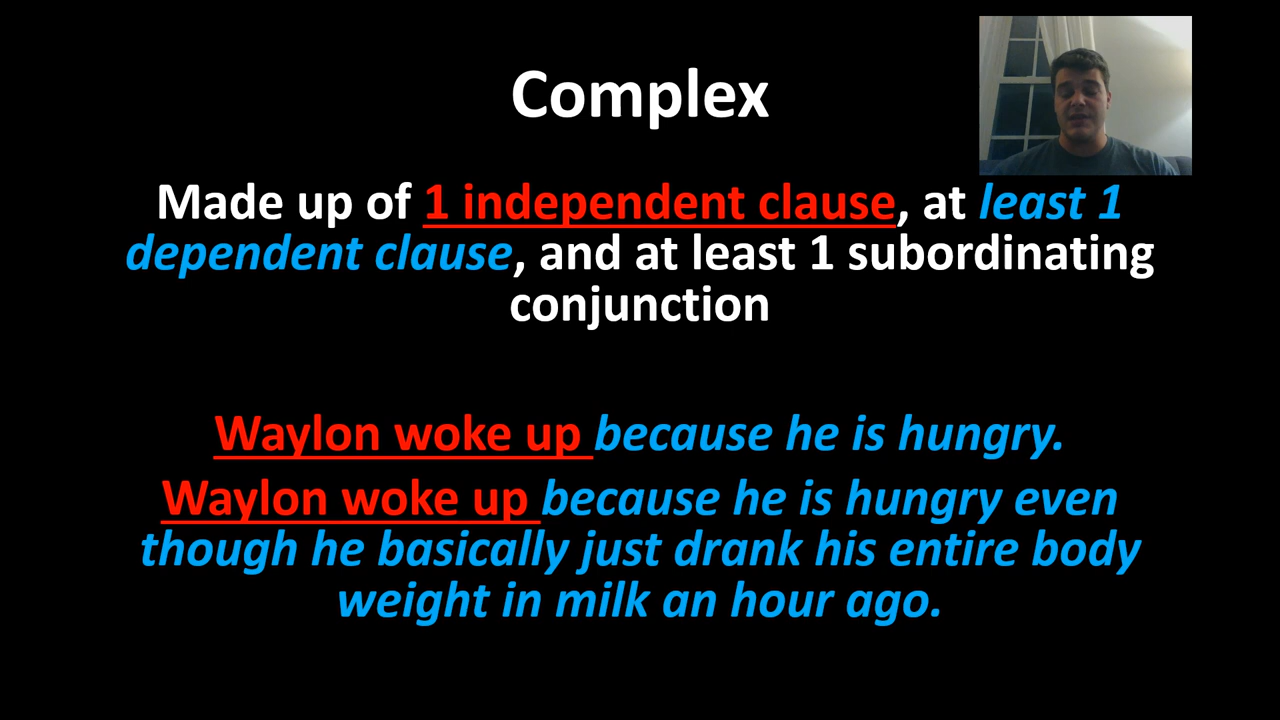 Complex
Made up of 1 independent clause, at least 1
dependent clause, and at least 1 subordinating
conjunction
Waylon woke up because he is hungry.
Waylon woke up because he is hungry even
though he basically just drank his entire body
weight in milk an hour ago.